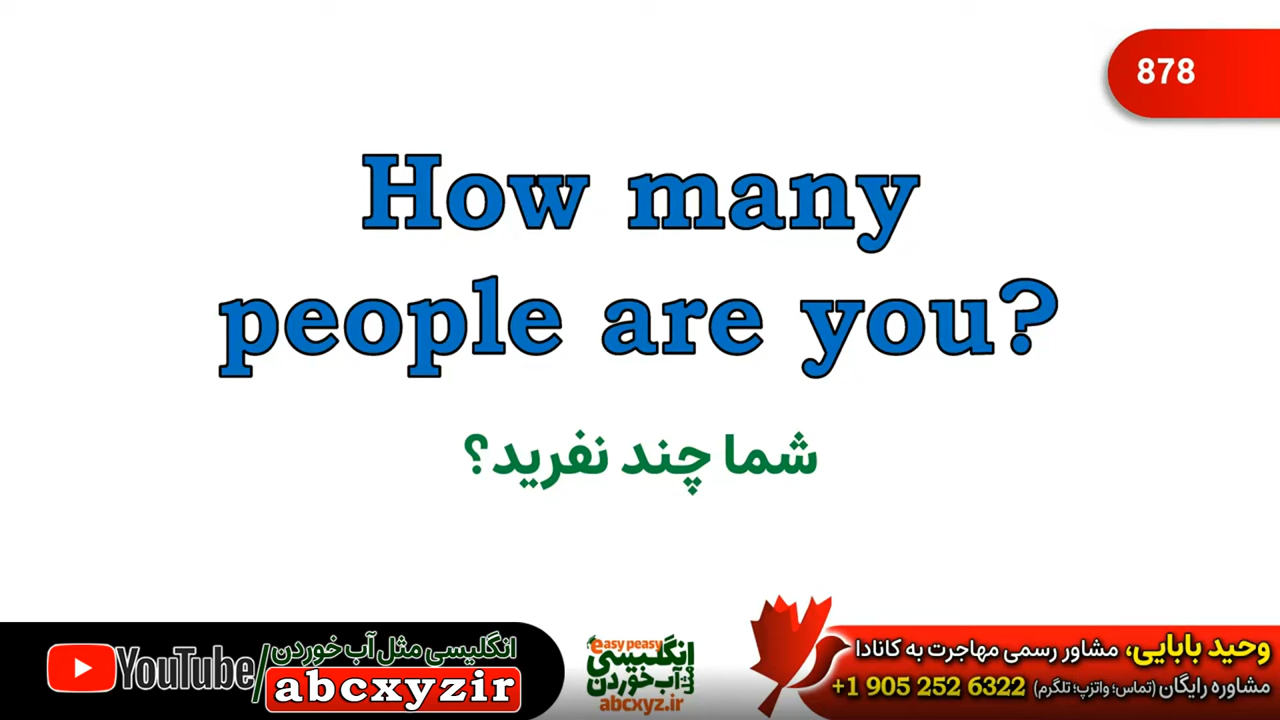 878
How many
people are you?
شما چند نفرید؟
YouTube/
انگلیسی مثل آب خوردن
abcxyzir
easy peasy
انگلیسی
مثل آب خوردن
abcxyz.ir
وحید بابایی، مشاور رسمی مهاجرت به کانادا
مشاوره رایگان (تماس؛ واتزپ؛ تلگرم) +1 905 252 6322